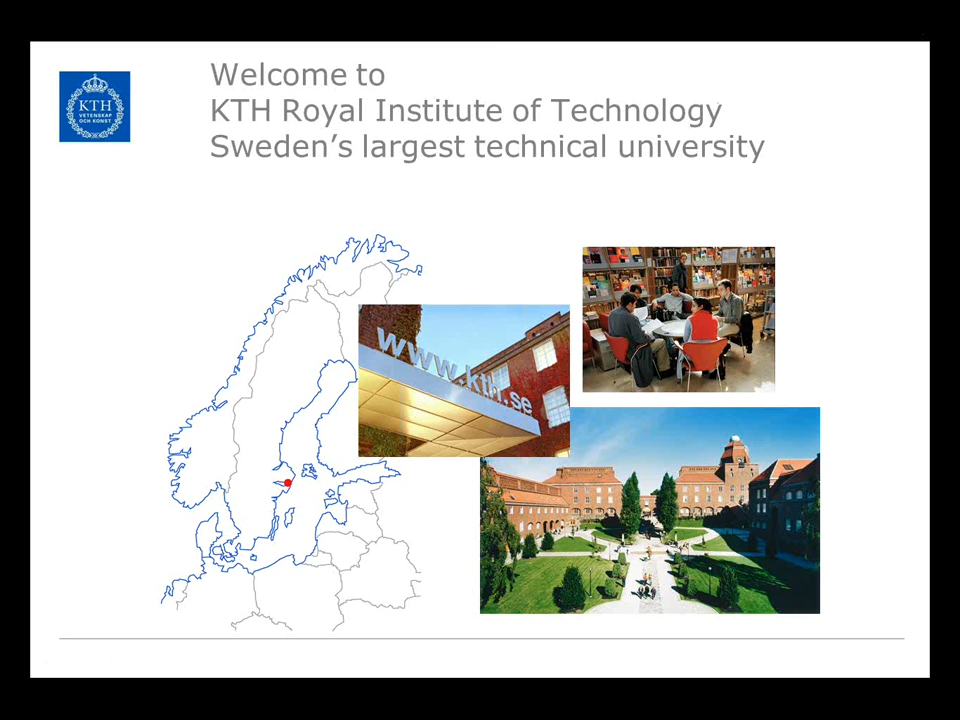 Welcome to
KTH Royal Institute of Technology
Sweden’s largest technical university
KTH
VETENSKAP
OCH KONST
www.kth.se